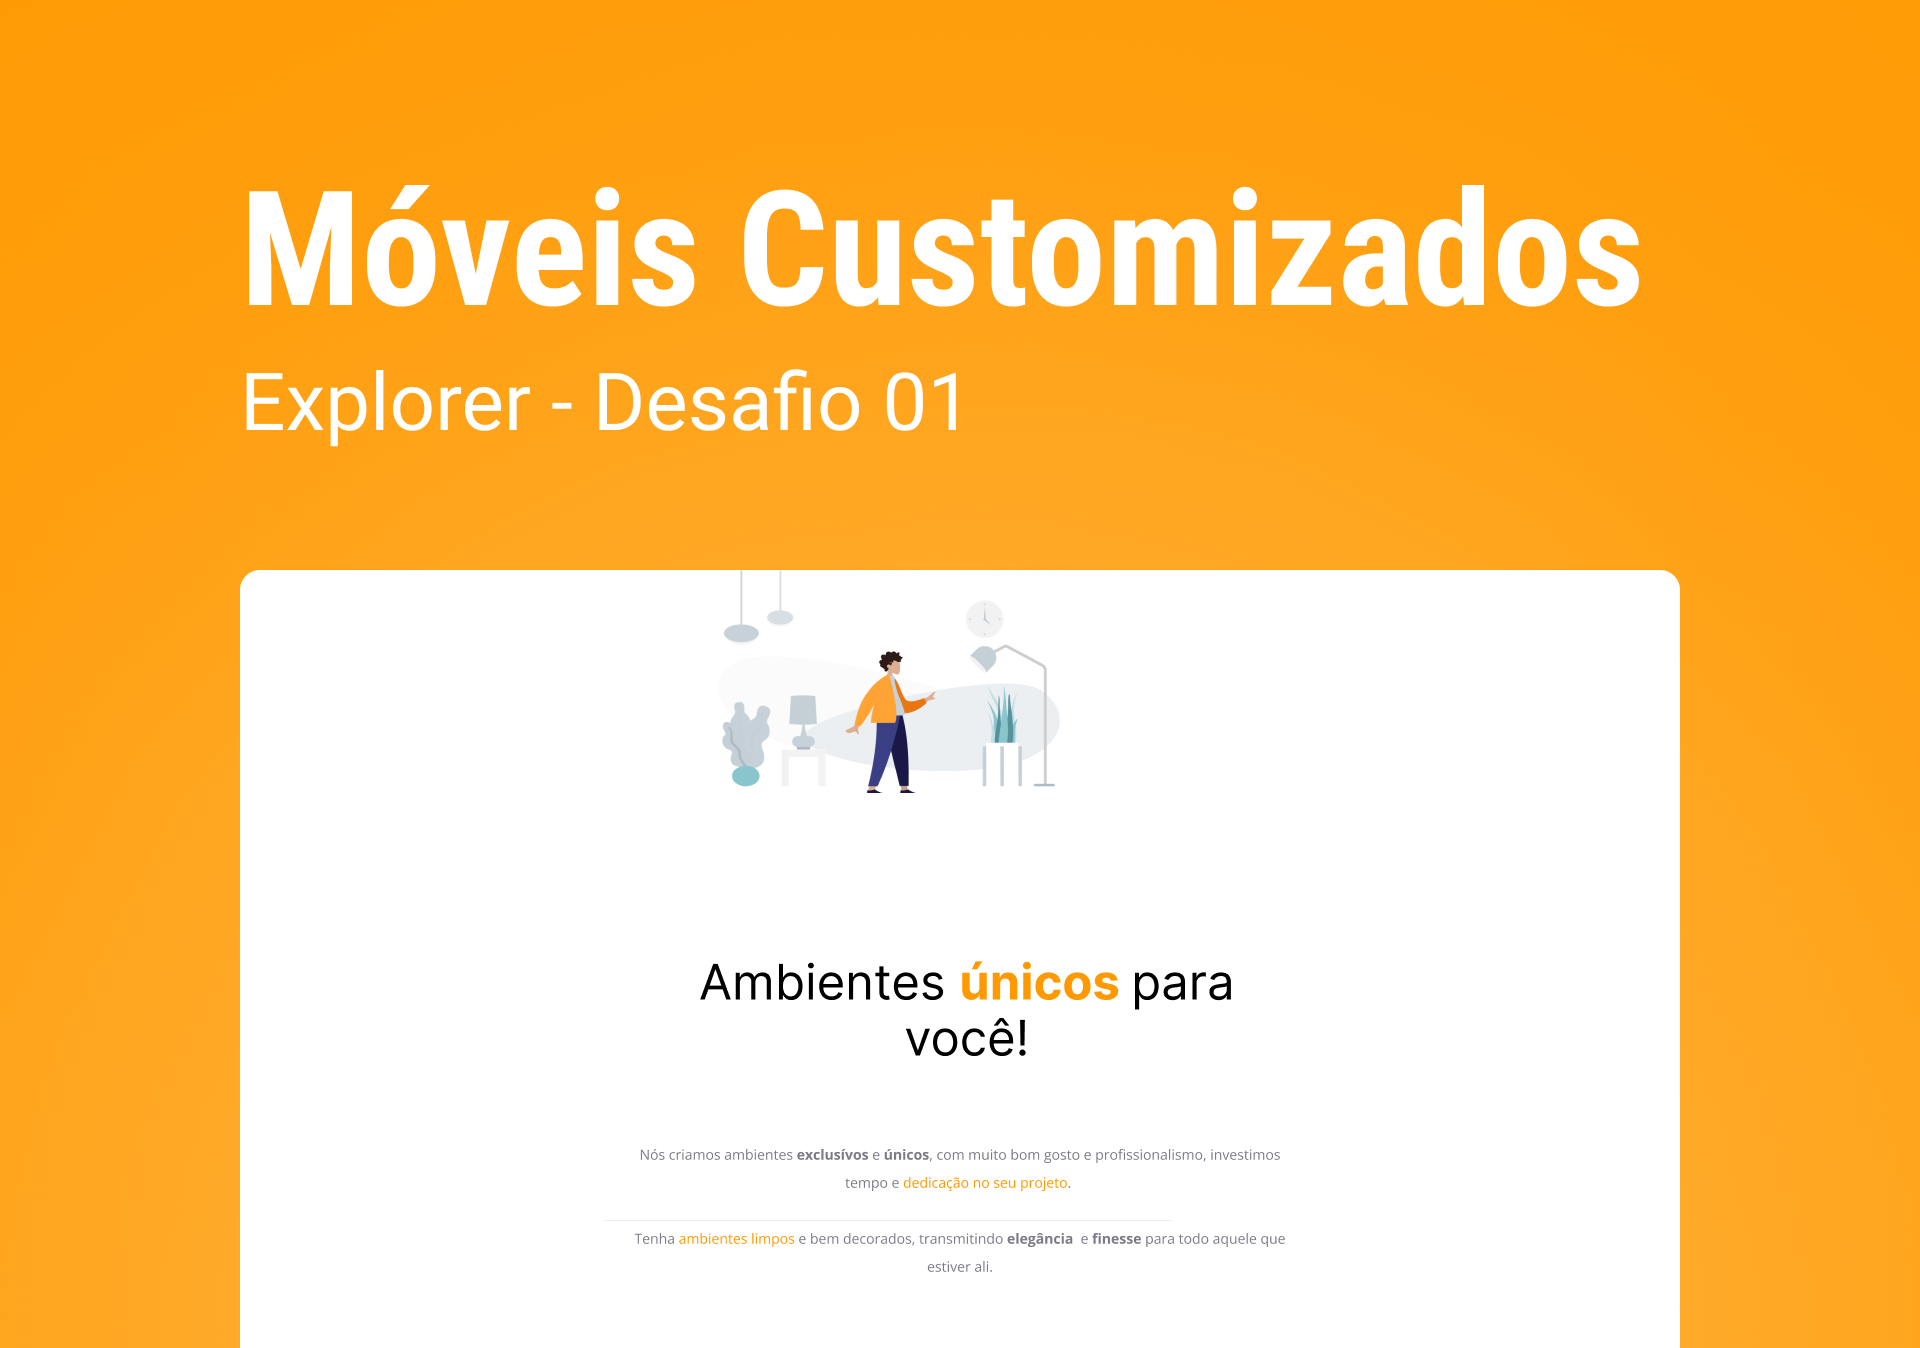 Móveis Customizados
Explorer - Desafio 01
Ambientes únicos para
você!
Nós criamos ambientes exclusívos e únicos, com muito bom gosto e profissionalismo, investimos
tempo e dedicação no seu projeto.
Tenha ambientes limpos e bem decorados, transmitindo elegância e finesse para todo aquele que
estiver ali.